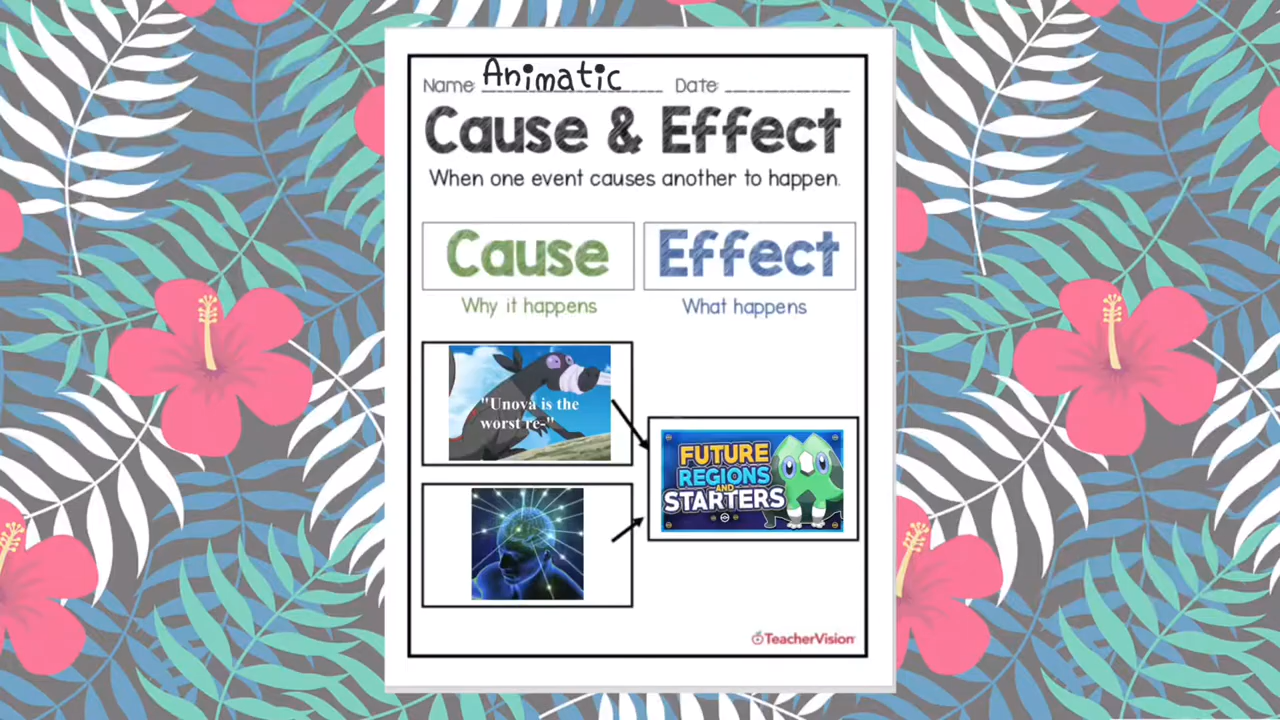 Name: Animatic Date:
Cause & Effect
When one event causes another to happen.
Cause Effect
Why it happens What happens
"Unova is the
worst re-"
FUTURE
REGIONS
AND
STARTERS
TeacherVision